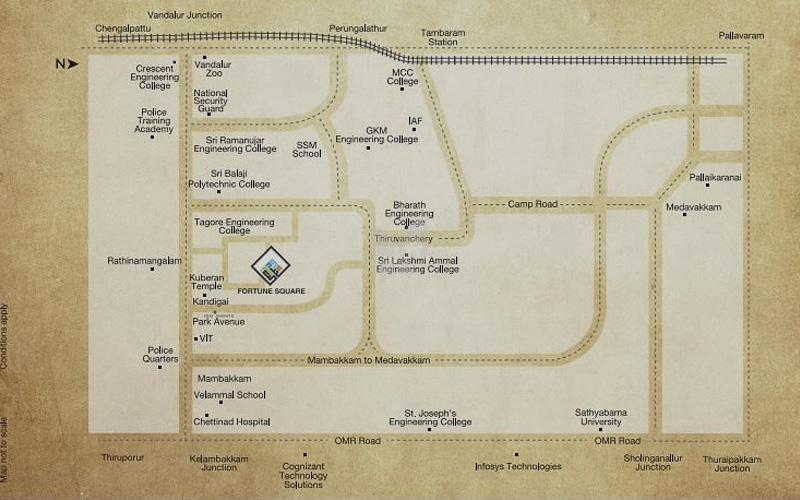 Vandalur Junction
Chengalpattu
Perungalathur
Tambaram
Station
Pallavaram
N
Crescent
Engineering
College
Vandalur
Zoo
MCC
College
National
Security
Guard
Police
Training
Academy
IAF
GKM
Engineering College
Sri Ramanujar
Engineering College
SSM
School
Sri Balaji
Polytechnic College
Pallaikaranai
Bharath
Engineering
College
Camp Road
Medavakkam
Tagore Engineering
College
Thiruvanchery
Rathinamangalam
Sri Lakshmi Ammal
Engineering College
Kuberan
Temple
FORTUNE SQUARE
Kandigai
Park Avenue
VIT
Police
Quarters
Mambakkam to Medavakkam
Mambakkam
Velammal School
Chettinad Hospital
St. Joseph's
Engineering College
Sathyabama
University
OMR Road
OMR Road
Thiruporur
Kelambakkam
Junction
Cognizant
Technology
Solutions
Infosys Technologies
Sholinganallur
Junction
Thuraipakkam
Junction
Conditions apply
Map not to scale